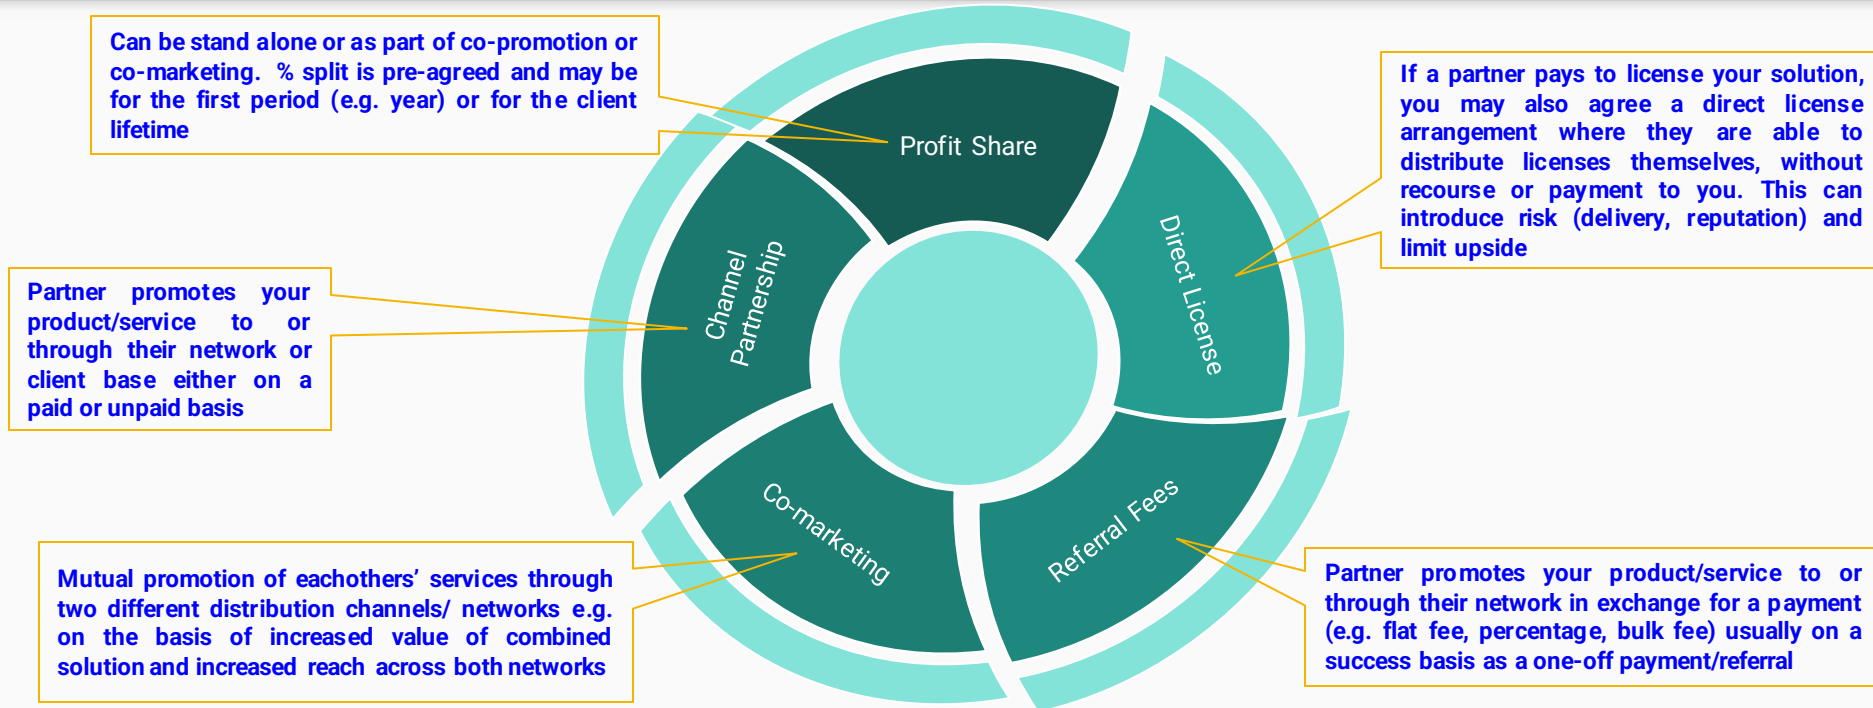 Can be stand alone or as part of co-promotion or
co-marketing. % split is pre-agreed and may be
for the first period (e.g. year) or for the client
lifetime
Profit Share
If a partner pays to license your solution,
you may also agree a direct license
arrangement where they are able to
distribute licenses themselves, without
recourse or payment to you. This can
introduce risk (delivery, reputation) and
limit upside
Direct License
Channel
Partnership
Partner promotes your
product/service to or
through their network or
client base either on a
paid or unpaid basis
Co-marketing
Referral Fees
Mutual promotion of eachothers’ services through
two different distribution channels/ networks e.g.
on the basis of increased value of combined
solution and increased reach across both networks
Partner promotes your product/service to or
through their network in exchange for a payment
(e.g. flat fee, percentage, bulk fee) usually on a
success basis as a one-off payment/referral